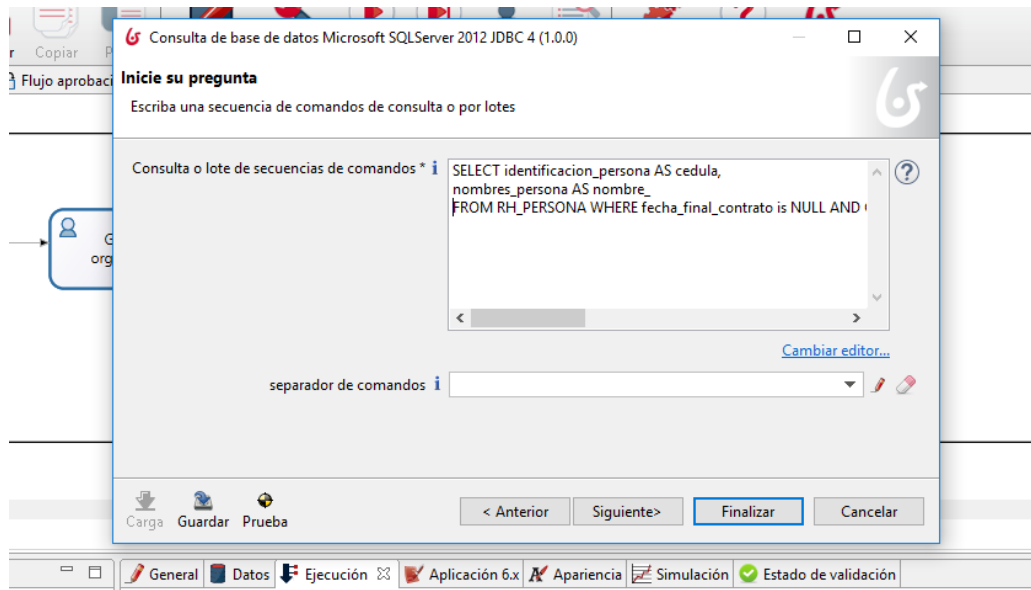 Copiar
Flujo aprobaci
Consulta de base de datos Microsoft SQLServer 2012 JDBC 4 (1.0.0)
Inicie su pregunta
Escriba una secuencia de comandos de consulta o por lotes
Consulta o lote de secuencias de comandos *
SELECT identificacion_persona AS cedula,
nombres_persona AS nombre_
FROM RH_PERSONA WHERE fecha_final_contrato is NULL AND
G
org
Cambiar editor...
separador de comandos
Carga Guardar Prueba
< Anterior Siguiente> Finalizar Cancelar
General Datos Ejecución Aplicación 6.x Apariencia Simulación Estado de validación